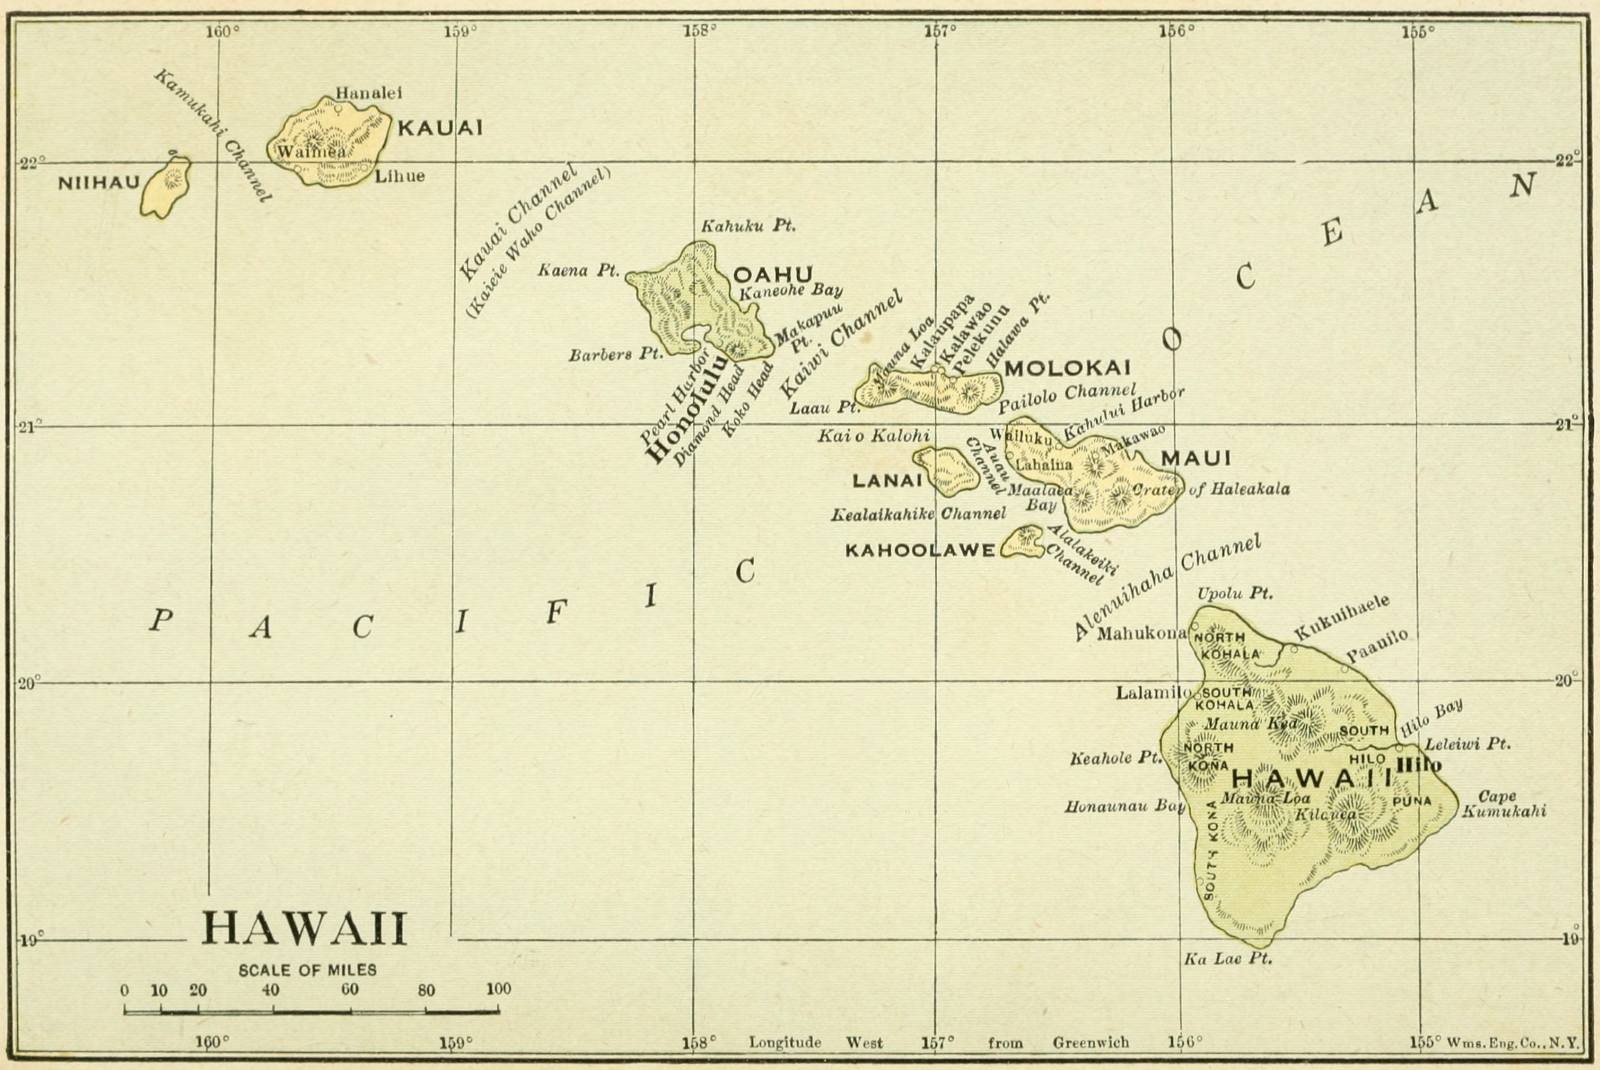 160° 159° 158° 157° 156° 155°
Kamukahi Channel
Hanalei
KAUAI
Waimea
Lihue
22° 22°
NIIHAU
Kauai Channel
(Kaieie Waho Channel)
Kahuku Pt.
Kaena Pt.
OAHU
Kaneohe Bay
Makapuu
Pt.
Barbers Pt.
Pearl Harbor
Honolulu
Diamond Head
Koko Head
Kaiwi Channel
Mauna Loa
Kalaupapa
Kalawao
Pelekunu
Halawa Pt.
MOLOKAI
Laau Pt.
Pailolo Channel
21° 21°
Kai o Kalohi
Wailuku
Kahului Harbor
Makawao
MAUI
Lahaina
Auau
Channel
LANAI
Maalaea
Bay
Crater of Haleakala
Kealaikahike Channel
KAHOOLAWE
Alalakeiki
Channel
Alenuihaha Channel
PACIFIC OCEAN
Upolu Pt.
Mahukona
NORTH
KOHALA
Kukuihaele
Paauilo
20° 20°
Lalamilo
SOUTH
KOHALA
Mauna Kea
SOUTH
HILO
Hilo Bay
Leleiwi Pt.
Hilo
Keahole Pt.
NORTH
KONA
HAWAII
Honaunau Bay
Mauna Loa
Kilauea
PUNA
Cape
Kumukahi
SOUTH KONA
19° 19°
Ka Lae Pt.
HAWAII
SCALE OF MILES
0 10 20 40 60 80 100
160° 159° 158° Longitude West 157° from Greenwich 156° 155° Wms. Eng. Co., N.Y.